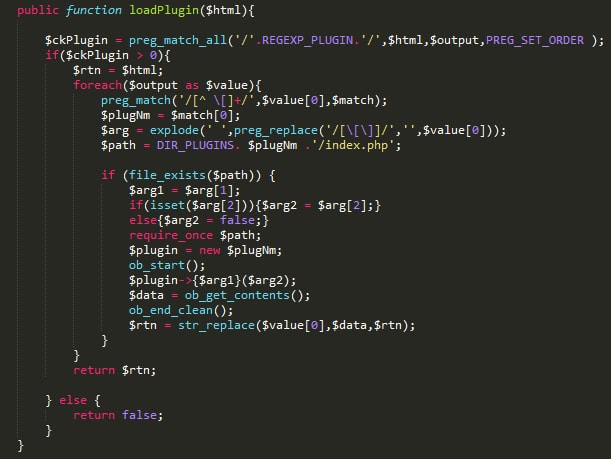 public function loadPlugin($html){
$ckPlugin = preg_match_all('/'.REGEXP_PLUGIN.'/',$html,$output,PREG_SET_ORDER );
if($ckPlugin > 0){
$rtn = $html;
foreach($output as $value){
preg_match('/[^ \[]+/',$value[0],$match);
$plugNm = $match[0];
$arg = explode(' ',preg_replace('/[\[\]]/','',$value[0]));
$path = DIR_PLUGINS. $plugNm .'/index.php';
if (file_exists($path)) {
$arg1 = $arg[1];
if(isset($arg[2])){$arg2 = $arg[2];}
else{$arg2 = false;}
require_once $path;
$plugin = new $plugNm;
ob_start();
$plugin->{$arg1}($arg2);
$data = ob_get_contents();
ob_end_clean();
$rtn = str_replace($value[0],$data,$rtn);
}
}
return $rtn;
} else {
return false;
}
}